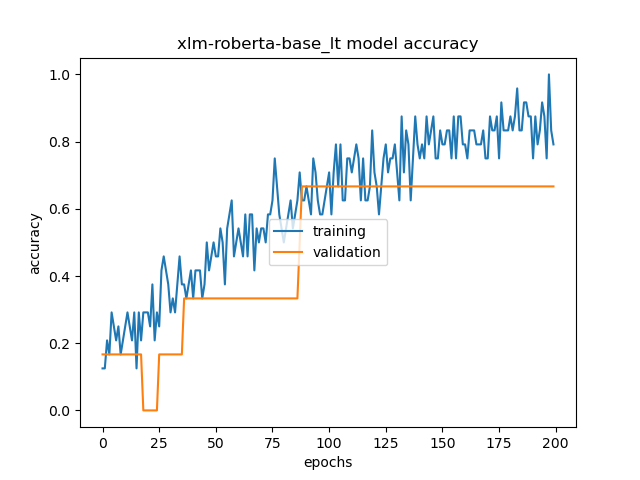 xlm-roberta-base_lt model accuracy
1.0
0.8
0.6
0.4
0.2
0.0
accuracy
training
validation
0 25 50 75 100 125 150 175 200
epochs